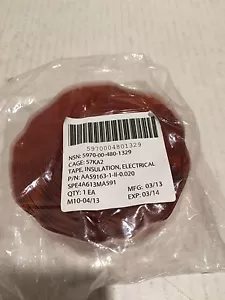 5970004801329
NSN: 5970-00-480-1329
CAGE: 57KA2
TAPE, INSULATION, ELECTRICAL
P/N: AA59163-1-II-0.020
SPE4A613MA591
QTY: 1 EA MFG: 03/13
M10-04/13 EXP: 03/14